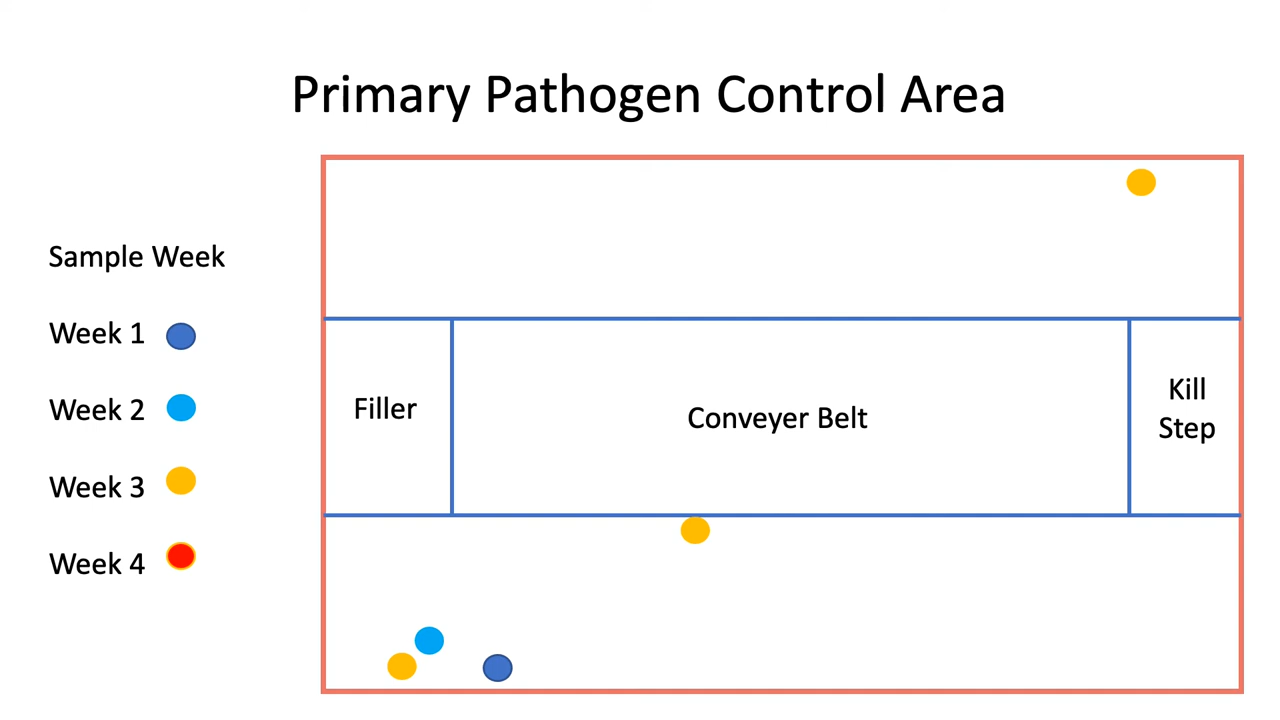 Primary Pathogen Control Area
Sample Week
Week 1
Week 2
Week 3
Week 4
Filler
Conveyer Belt
Kill
Step